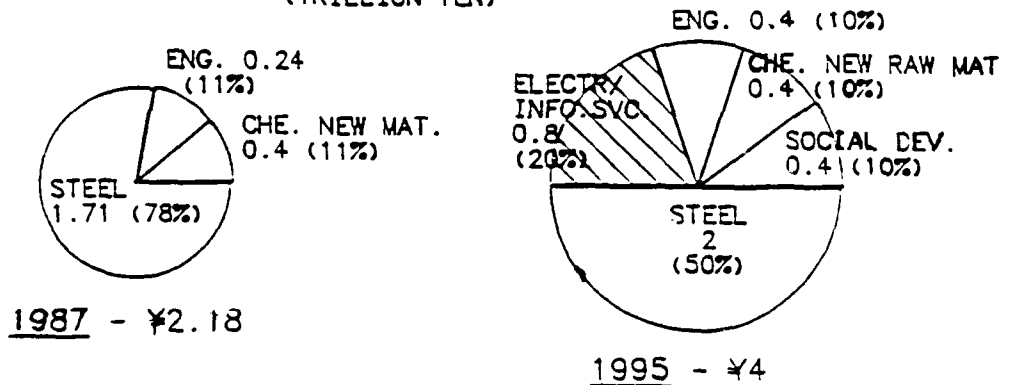 (TRILLION YEN)
ENG. 0.24
(11%)
CHE. NEW MAT.
0.4 (11%)
STEEL
1.71 (78%)
1987 - ¥2.18
ENG. 0.4 (10%)
CHE. NEW RAW MAT
0.4 (10%)
ELECTRX
INFO.SVC.
0.8
(20%)
SOCIAL DEV.
0.4 (10%)
STEEL
2
(50%)
1995 - ¥4